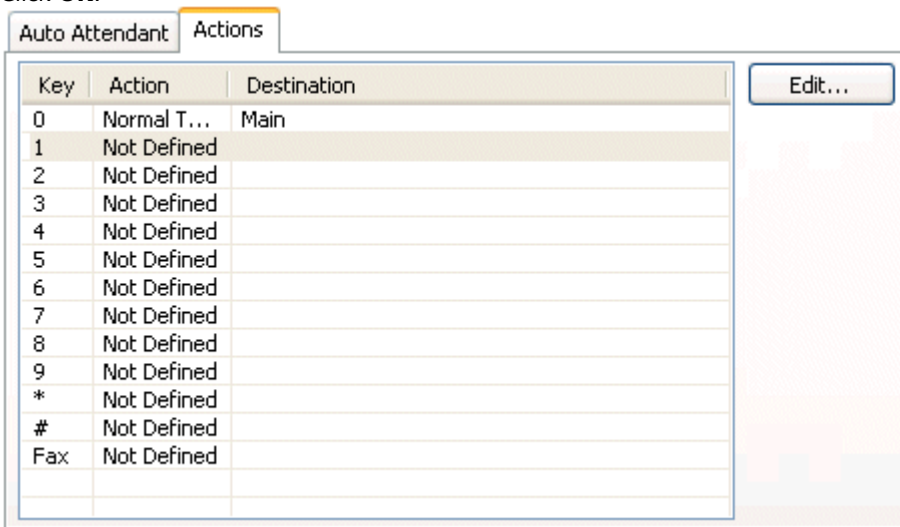 Click OK.
Auto Attendant Actions
Key Action Destination Edit...
0 Normal T... Main
1 Not Defined
2 Not Defined
3 Not Defined
4 Not Defined
5 Not Defined
6 Not Defined
7 Not Defined
8 Not Defined
9 Not Defined
* Not Defined
# Not Defined
Fax Not Defined